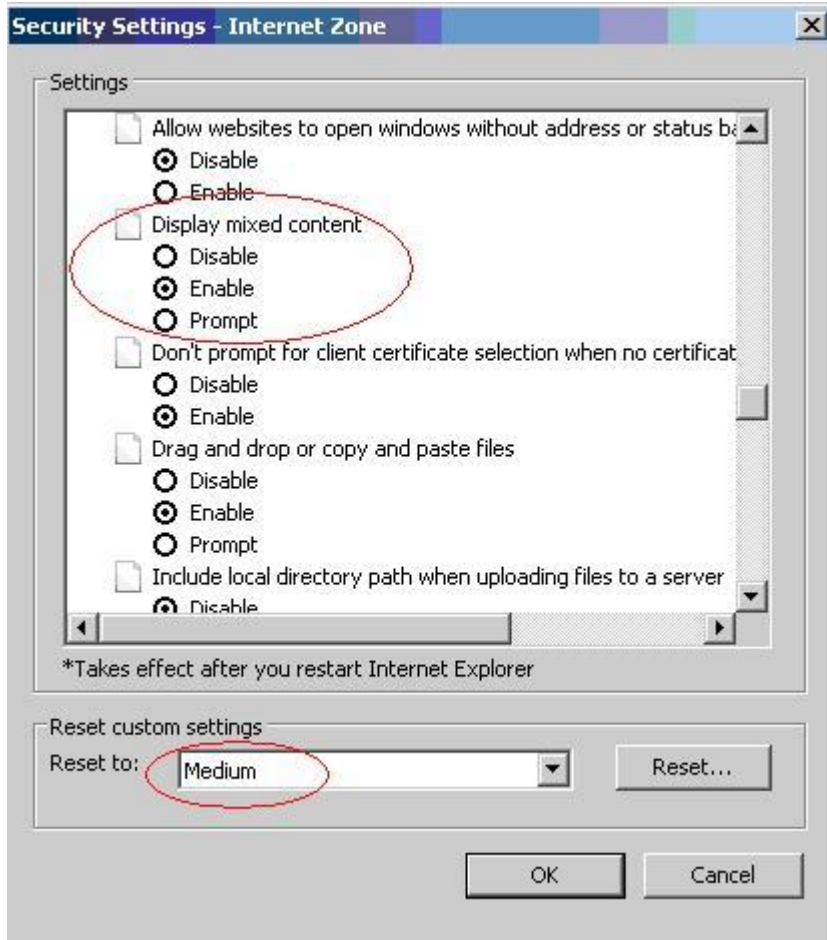 Security Settings - Internet Zone
Settings
Allow websites to open windows without address or status
Disable
Enable
Display mixed content
Disable
Enable
Prompt
Don't prompt for client certificate selection when no
Disable
Enable
Drag and drop or copy and paste files
Disable
Enable
Prompt
Include local directory path when uploading files to a server
Disable
*Takes effect after you restart Internet Explorer
Reset custom settings
Reset to: Medium Reset...
OK Cancel